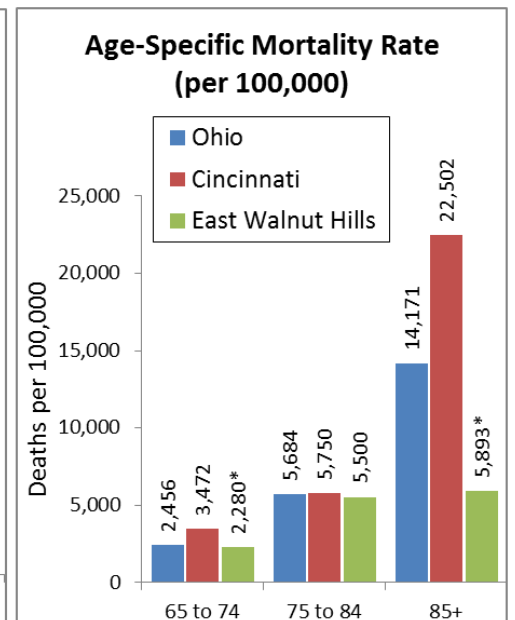 Age-Specific Mortality Rate
(per 100,000)
Ohio
Cincinnati
East Walnut Hills
Deaths per 100,000
25,000
20,000
15,000
10,000
5,000
0
2,456
3,472
2,280*
5,684
5,750
5,500
14,171
22,502
5,893*
65 to 74
75 to 84
85+